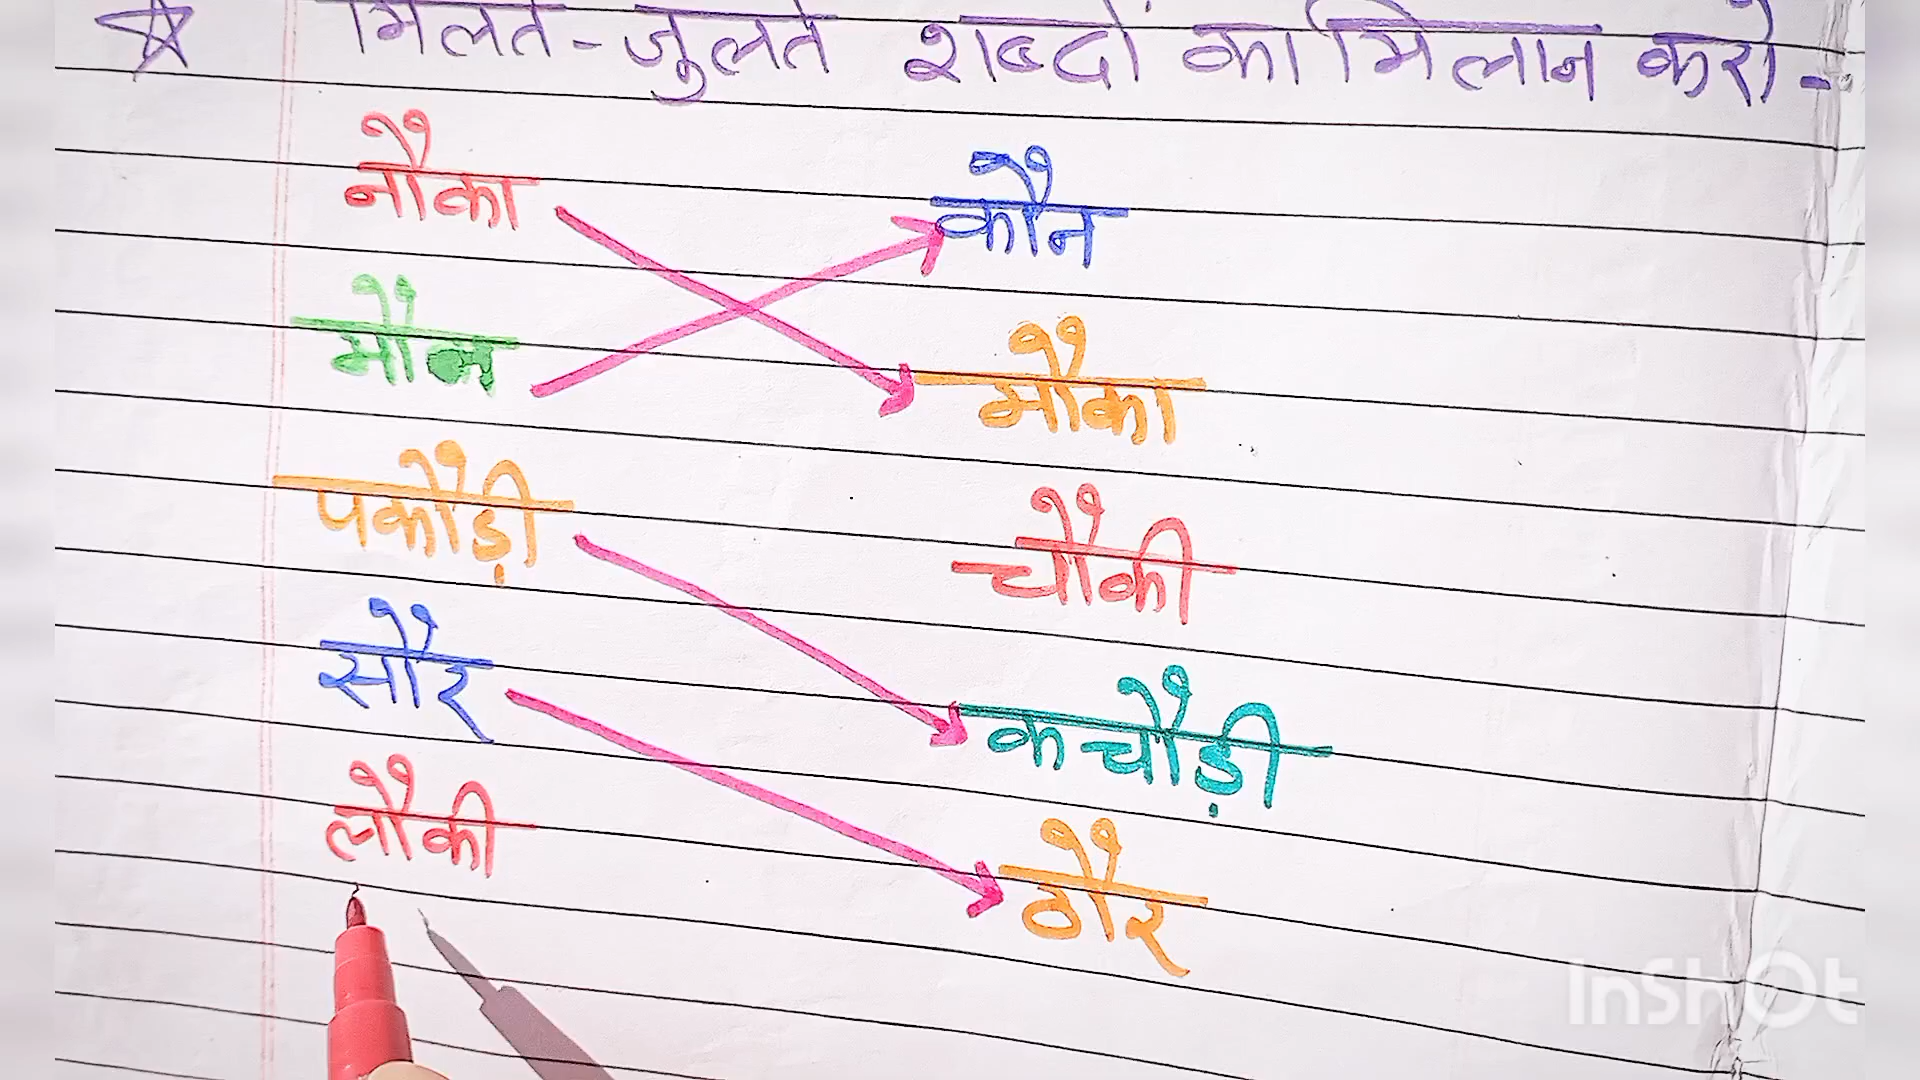 मिलते-जुलते शब्दों का मिलान करो -
नौका कौन
मौन मौका
पकौड़ी चौकी
सौर कचौड़ी
लौकी ठौर
InShOt